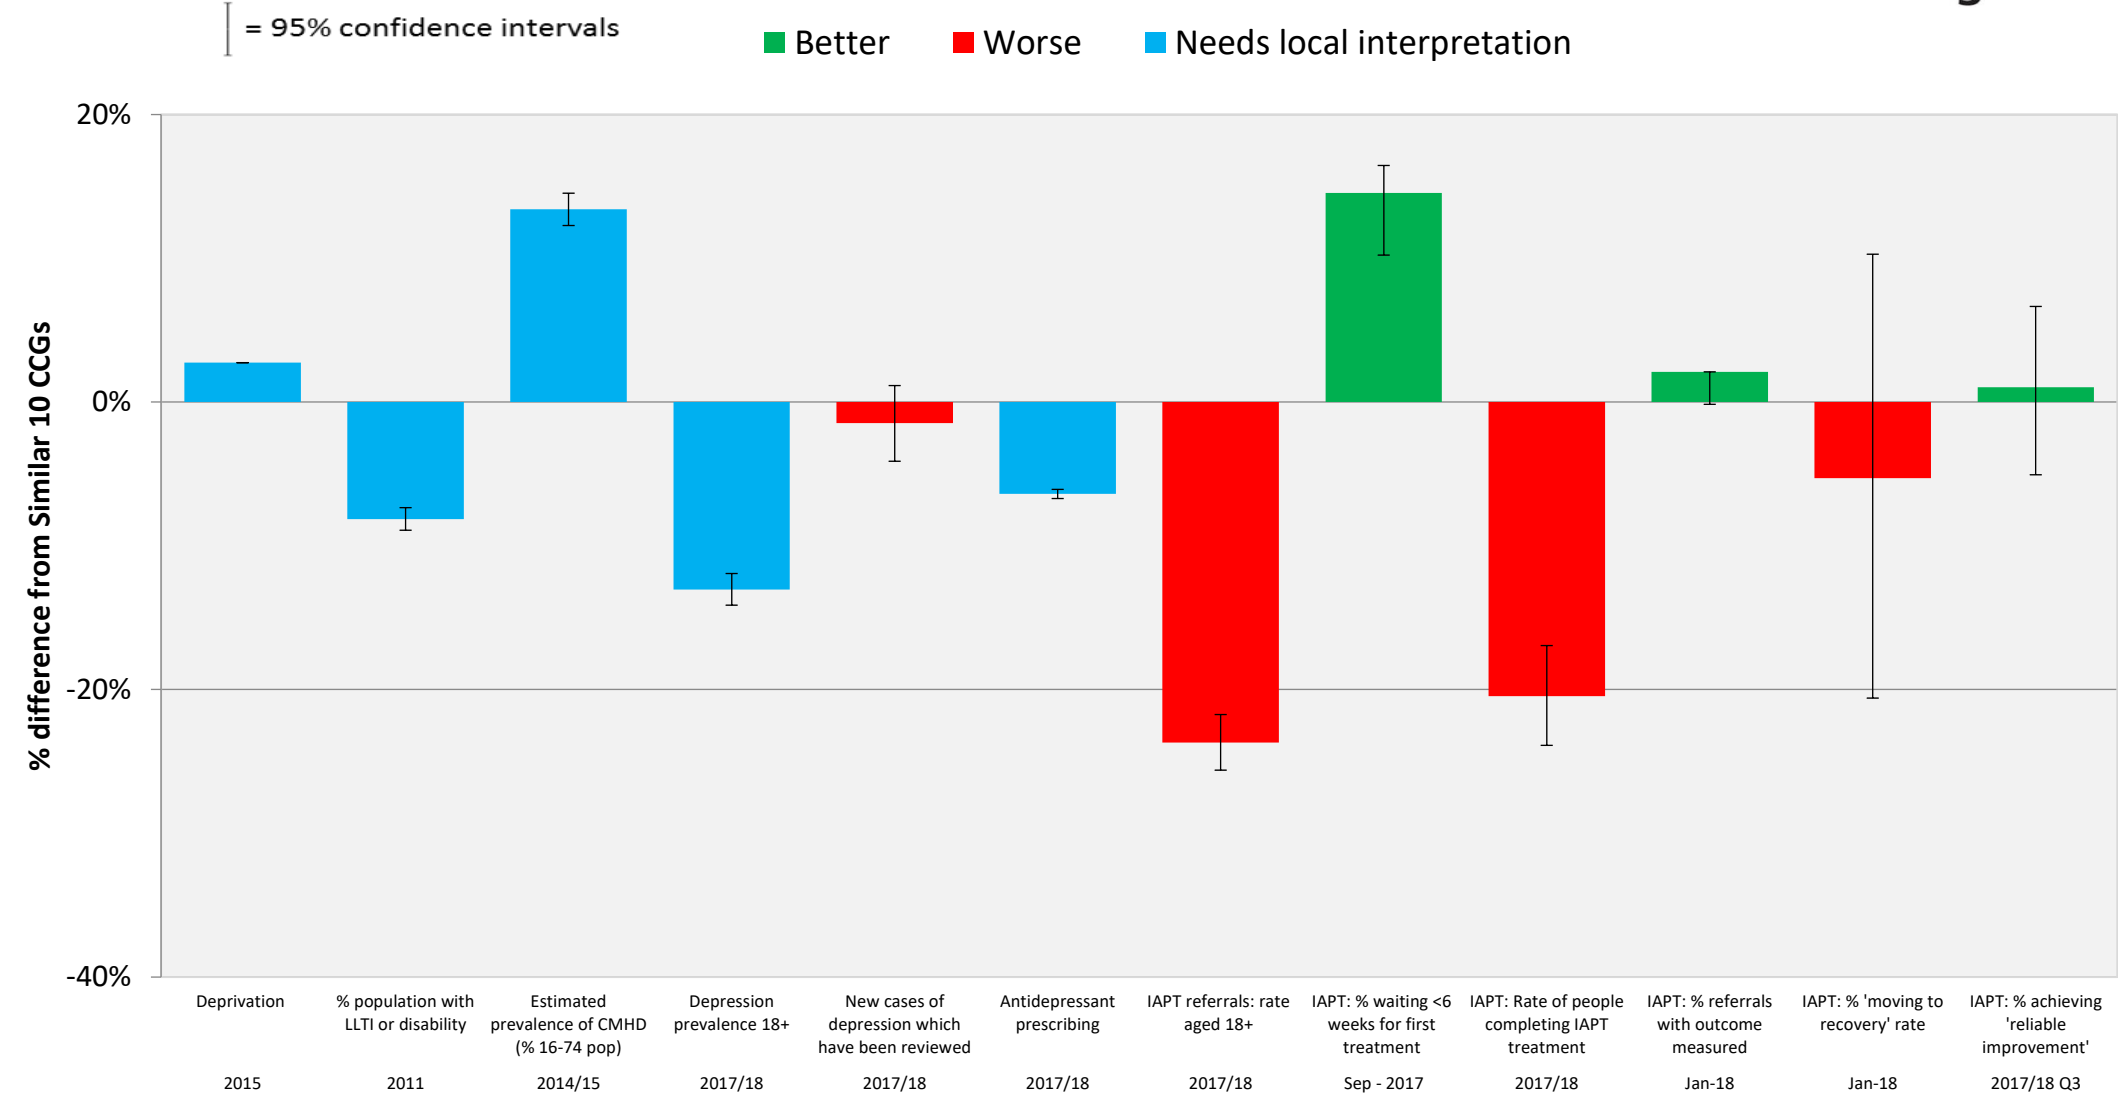 = 95% confidence intervals
Better Worse Needs local interpretation
20%
0%
-20%
-40%
% difference from Similar 10 CCGs
Deprivation
2015
% population with
LLTI or disability
2011
Estimated
prevalence of CMHD
(% 16-74 pop)
2014/15
Depression
prevalence 18+
2017/18
New cases of
depression which
have been reviewed
2017/18
Antidepressant
prescribing
2017/18
IAPT referrals: rate
aged 18+
2017/18
IAPT: % waiting <6
weeks for first
treatment
Sep - 2017
IAPT: Rate of people
completing IAPT
treatment
2017/18
IAPT: % referrals
with outcome
measured
Jan-18
IAPT: % 'moving to
recovery' rate
Jan-18
IAPT: % achieving
'reliable
improvement'
2017/18 Q3